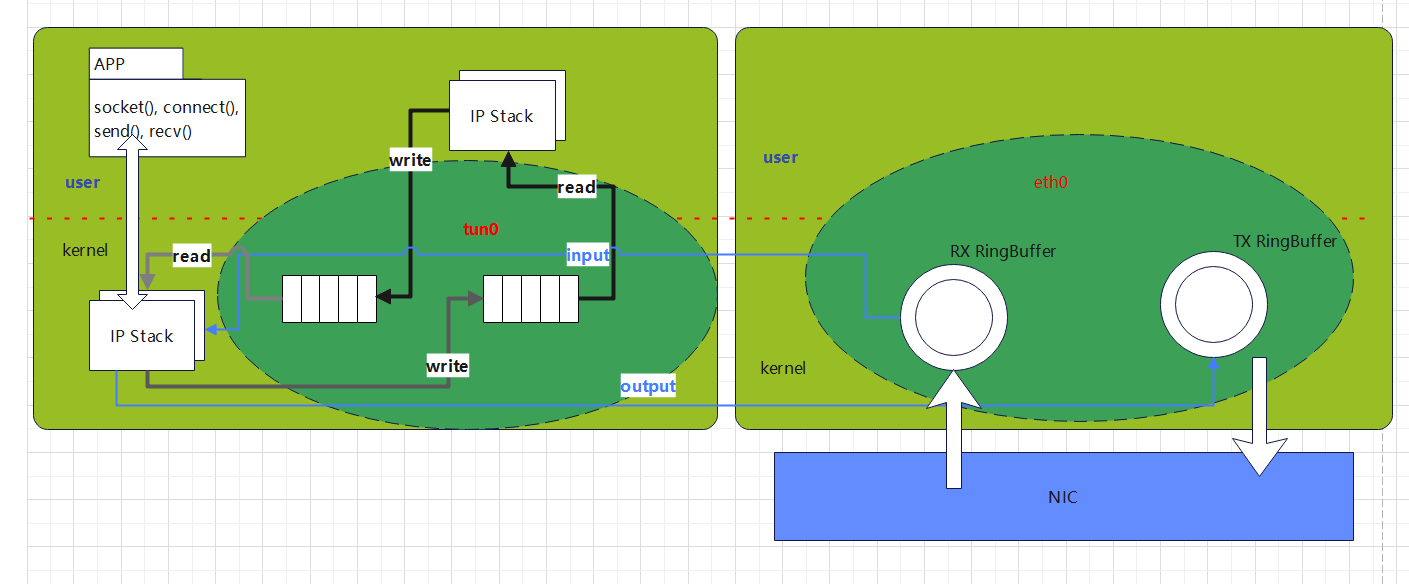 APP
socket(), connect(),
send(), recv()
IP Stack
write
user
read
tun0
kernel
read
input
IP Stack
write
output
user
eth0
RX RingBuffer
TX RingBuffer
kernel
NIC